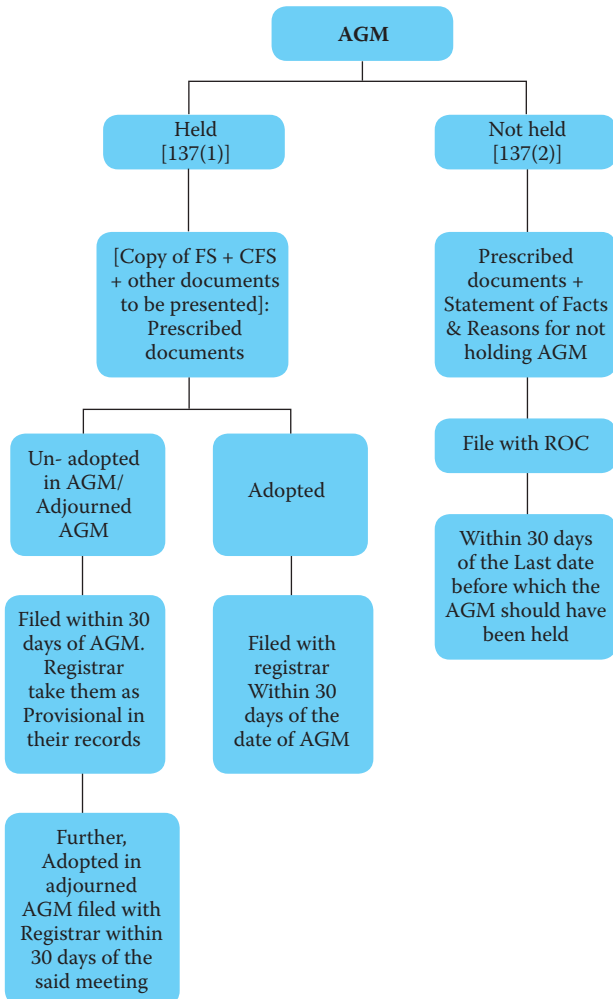 AGM
Held
[137(1)]
Not held
[137(2)]
[Copy of FS + CFS
+ other documents
to be presented]:
Prescribed
documents
Prescribed
documents +
Statement of Facts
& Reasons for not
holding AGM
Un- adopted
in AGM/
Adjourned
AGM
Adopted
File with ROC
Filed within 30
days of AGM.
Registrar
take them as
Provisional in
their records
Filed with
registrar
Within 30
days of the
date of AGM
Within 30 days
of the Last date
before which the
AGM should have
been held
Further,
Adopted in
adjourned
AGM filed with
Registrar within
30 days of the
said meeting